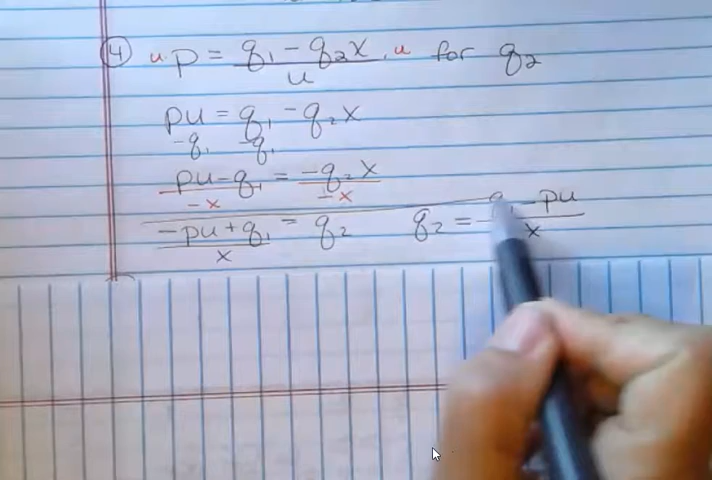 ④ u · p = (q₁ - q₂x)/u · u for q₂
pu = q₁ - q₂x
-q₁ -q₁
(pu - q₁)/(-x) = (-q₂x)/(-x)
(-pu + q₁)/x = q₂ q₂ = (q₁ - pu)/x